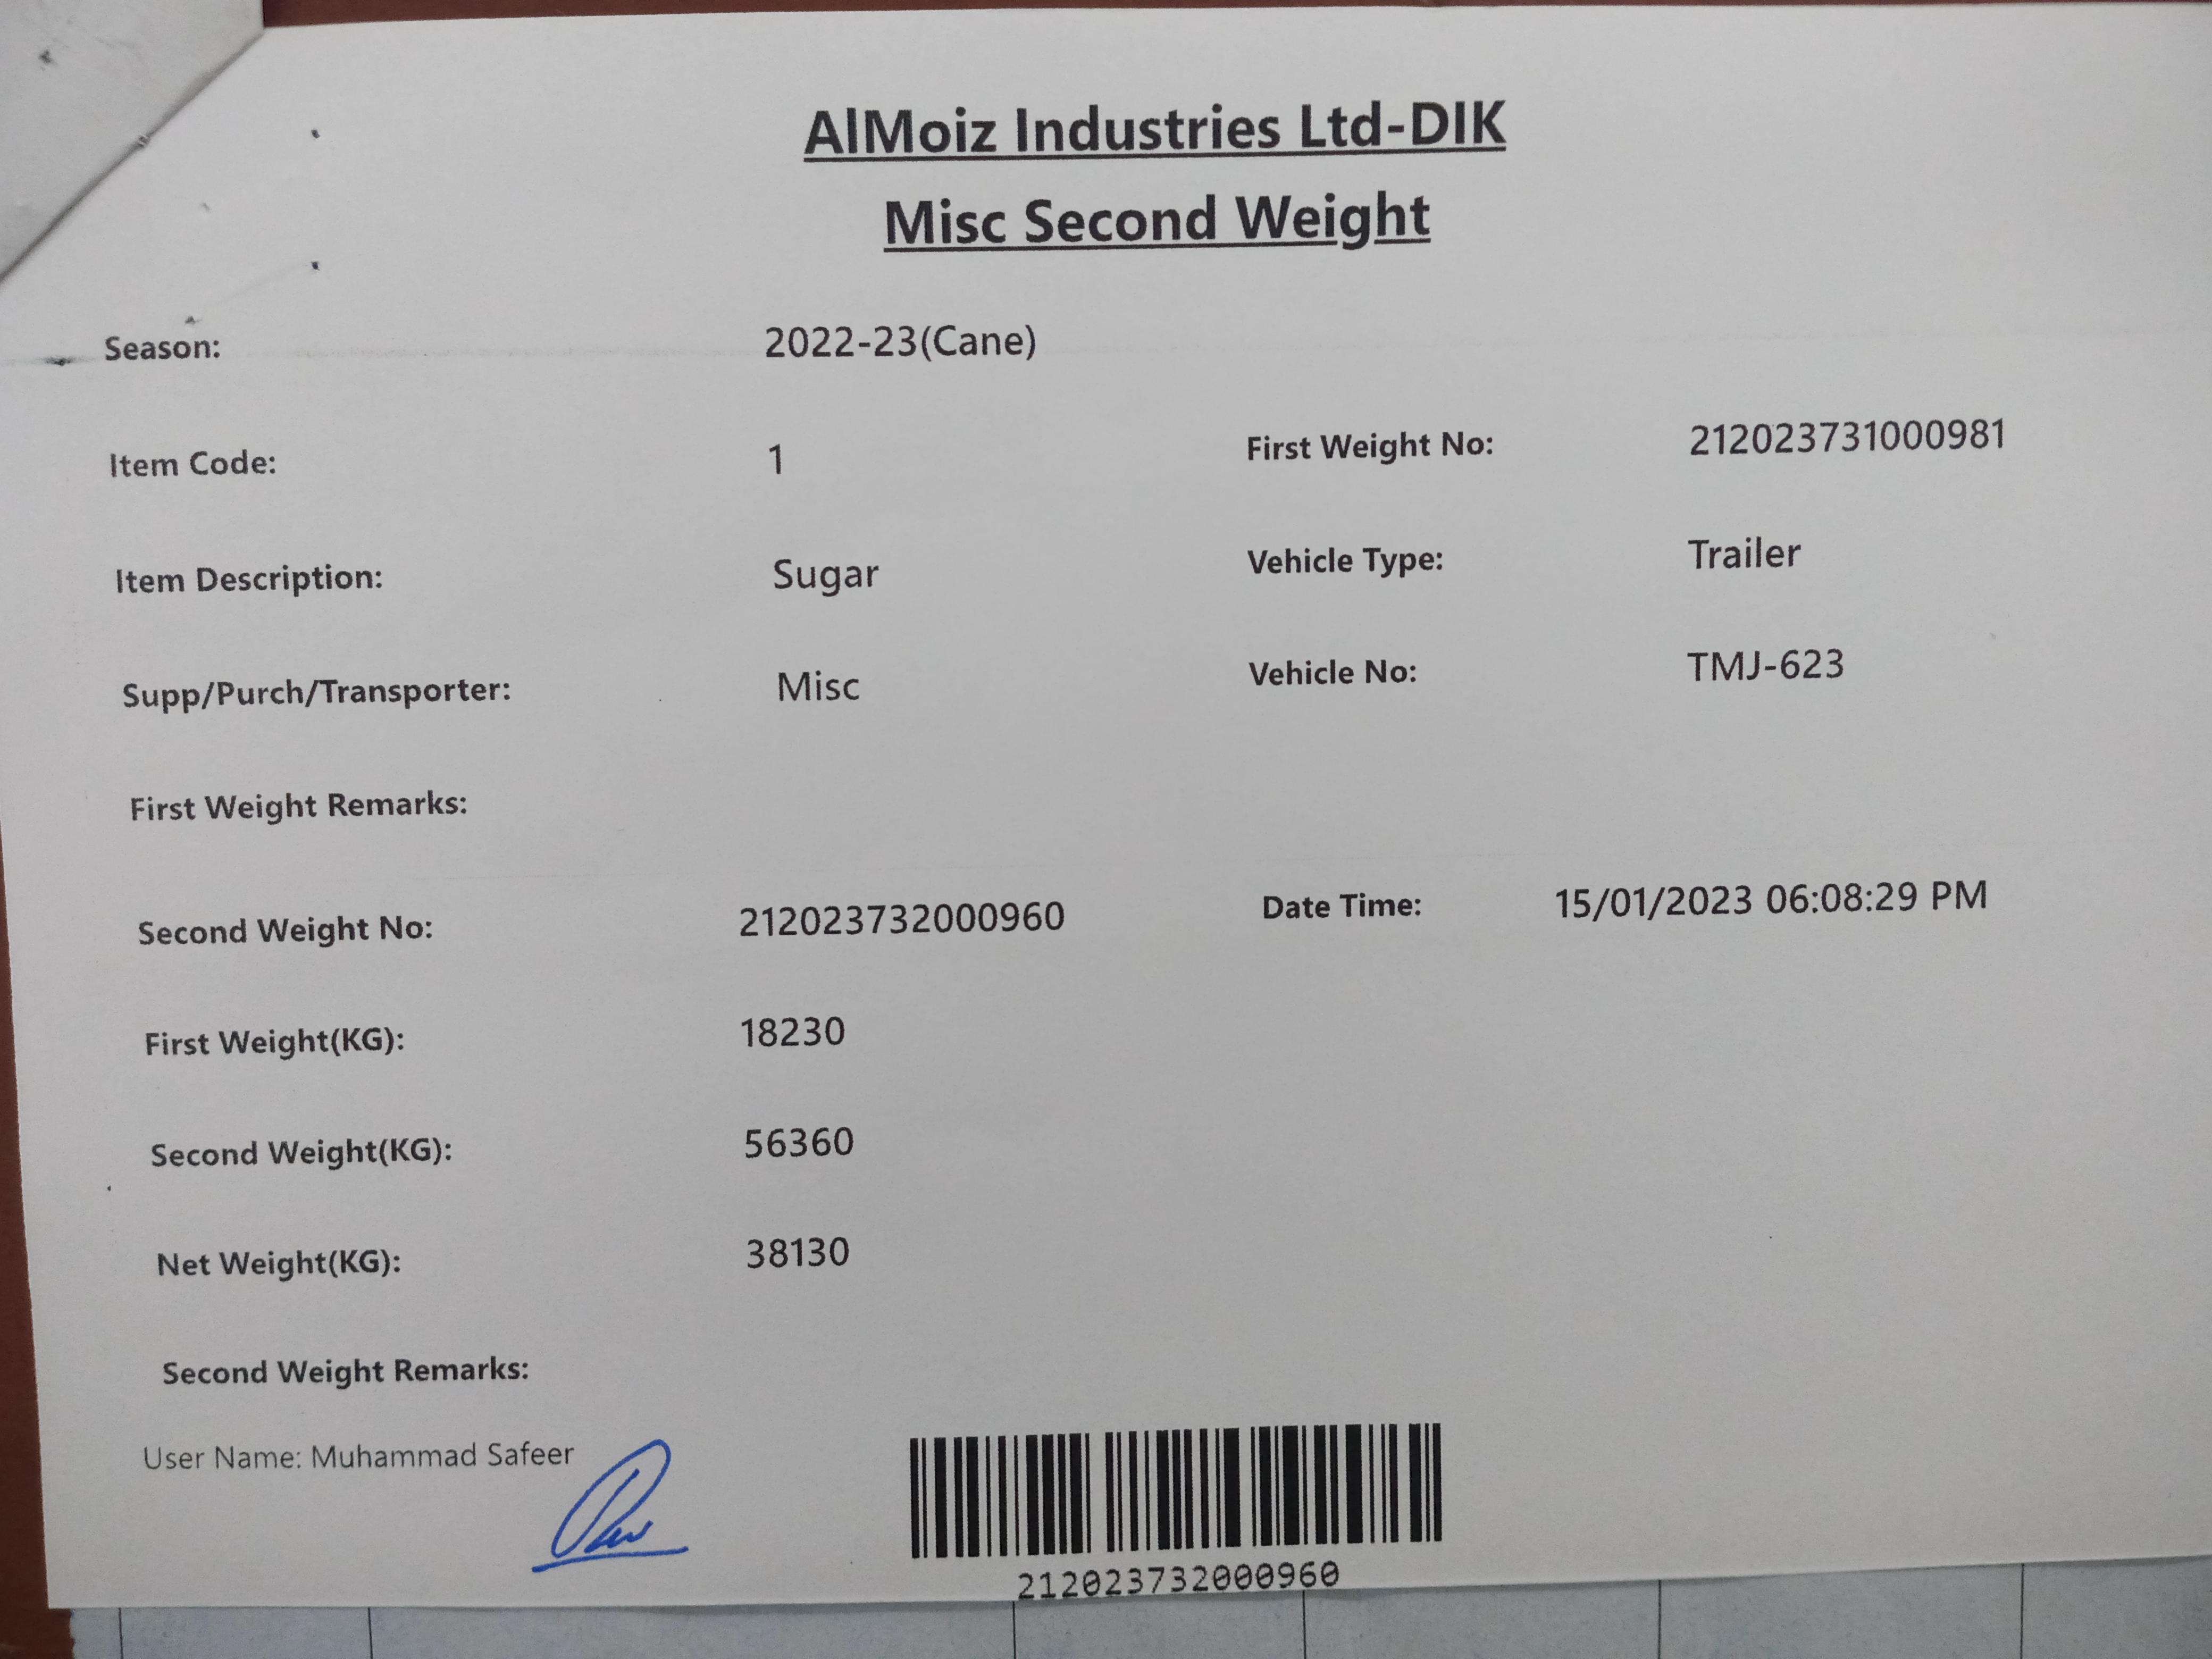 AlMoiz Industries Ltd-DIK
Misc Second Weight
Season: 2022-23(Cane)
Item Code: 1 First Weight No: 212023731000981
Item Description: Sugar Vehicle Type: Trailer
Supp/Purch/Transporter: Misc Vehicle No: TMJ-623
First Weight Remarks:
Second Weight No: 212023732000960 Date Time: 15/01/2023 06:08:29 PM
First Weight(KG): 18230
Second Weight(KG): 56360
Net Weight(KG): 38130
Second Weight Remarks:
User Name: Muhammad Safeer
212023732000960